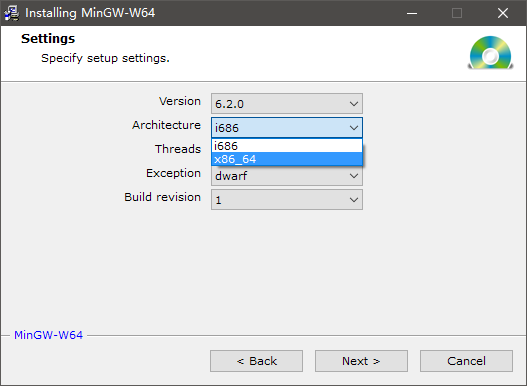 Installing MinGW-W64
Settings
Specify setup settings.
Version 6.2.0
Architecture i686
i686
Threads
x86_64
Exception dwarf
Build revision 1
MinGW-W64
< Back Next > Cancel